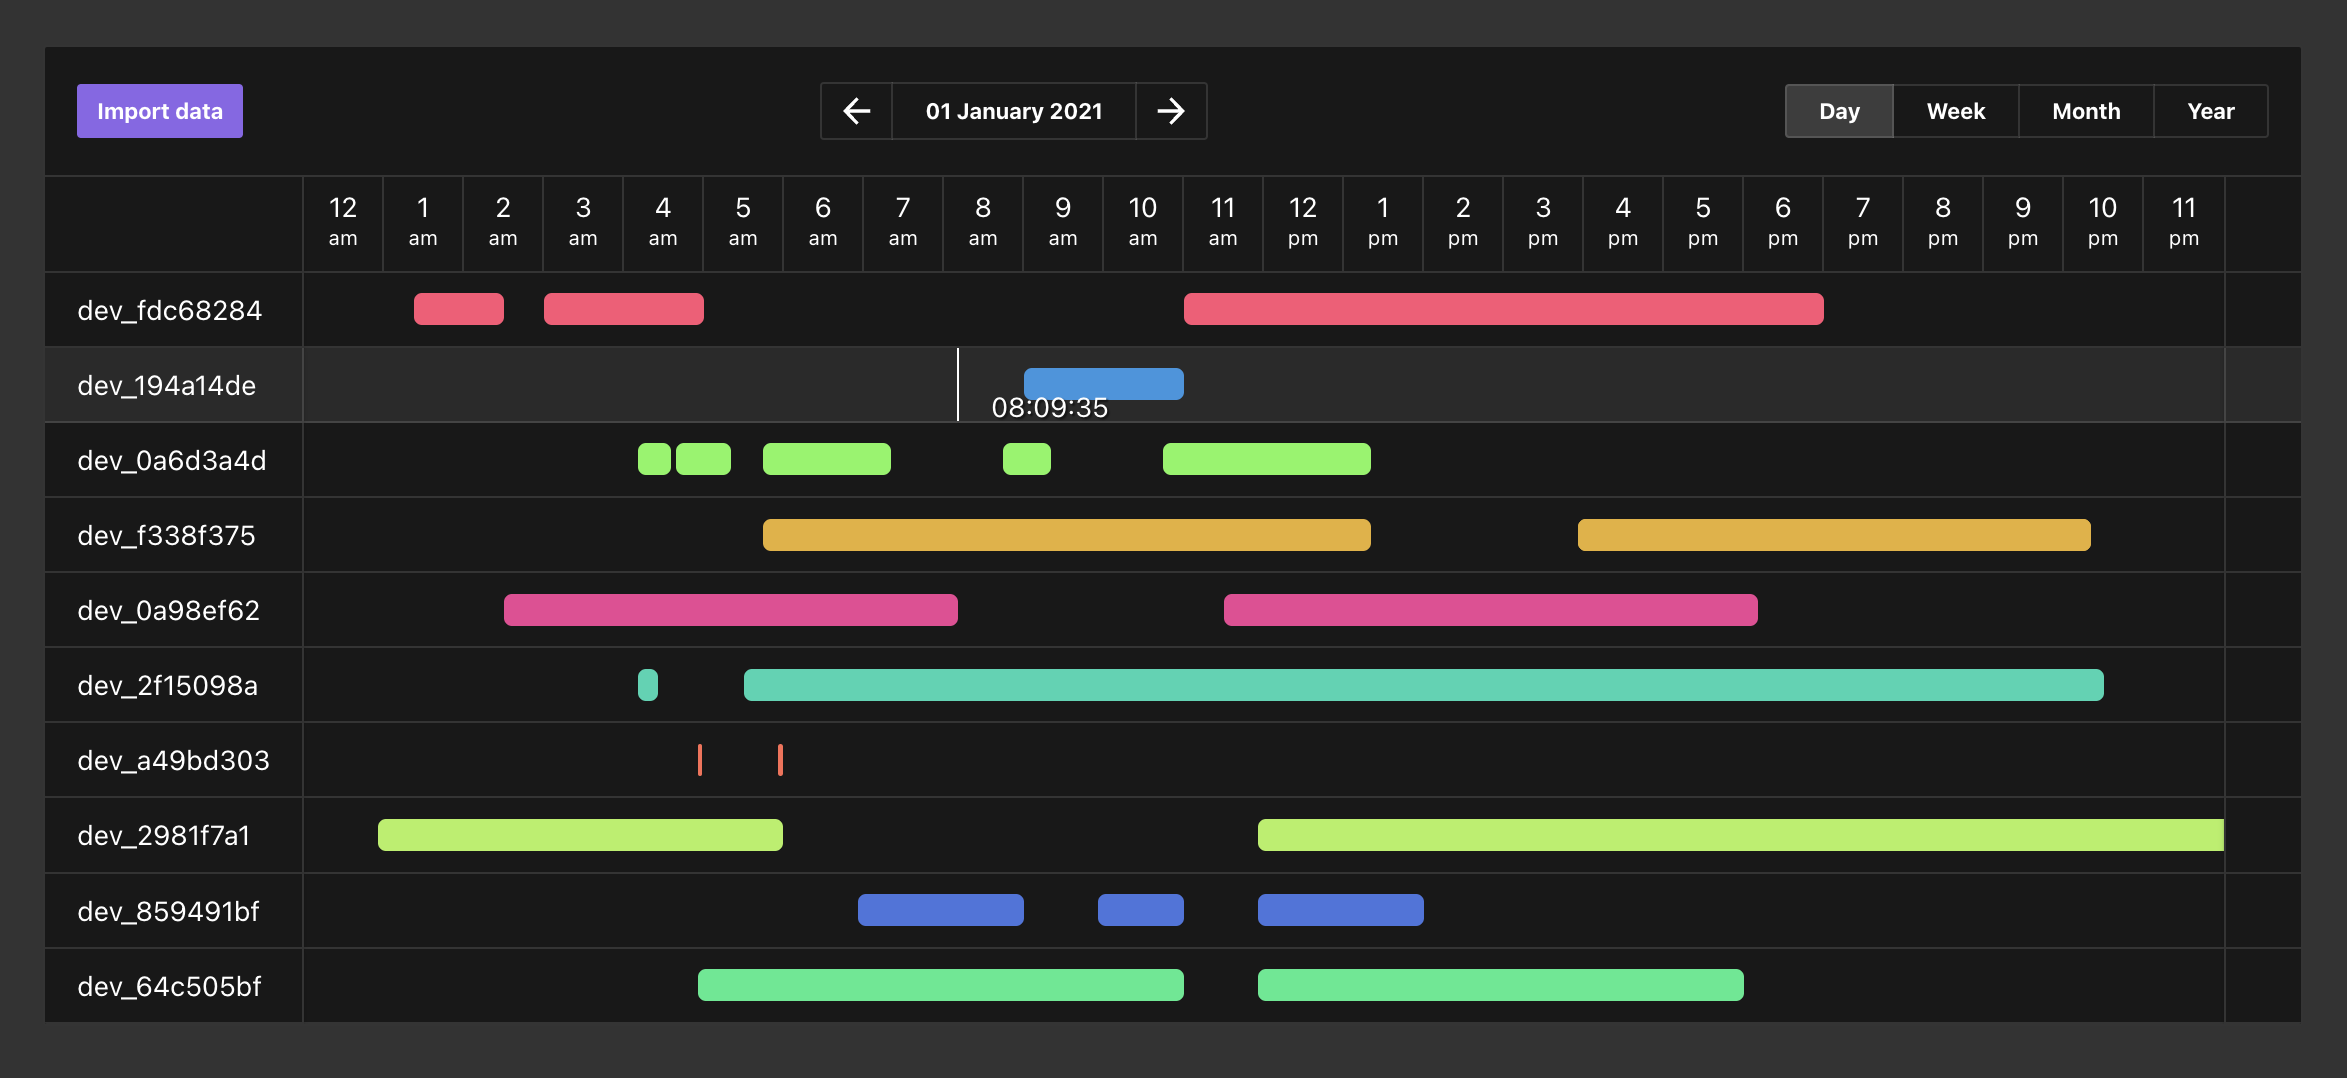 Import data
01 January 2021
Day Week Month Year
12 1 2 3 4 5 6 7 8 9 10 11 12 1 2 3 4 5 6 7 8 9 10 11
am am am am am am am am am am am am pm pm pm pm pm pm pm pm pm pm pm pm
dev_fdc68284
dev_194a14de
08:09:35
dev_0a6d3a4d
dev_f338f375
dev_0a98ef62
dev_2f15098a
dev_a49bd303
dev_2981f7a1
dev_859491bf
dev_64c505bf